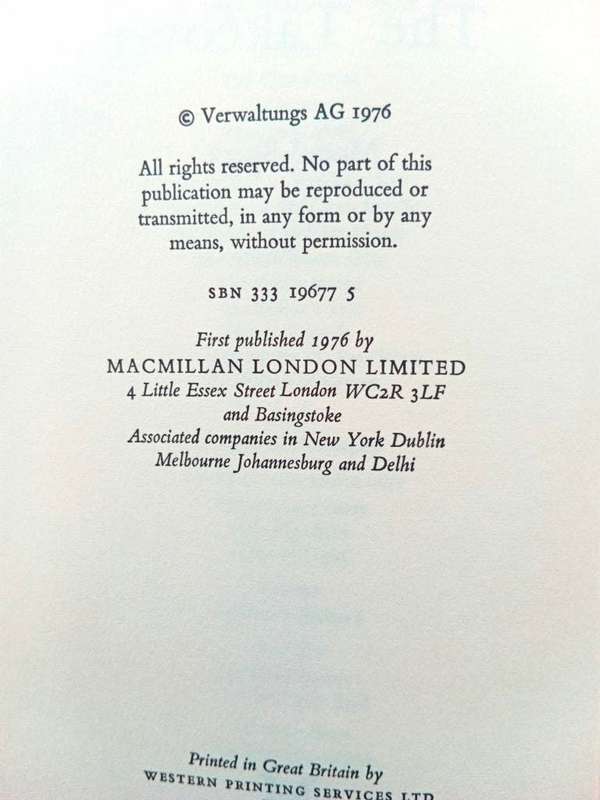 © Verwaltungs AG 1976
All rights reserved. No part of this
publication may be reproduced or
transmitted, in any form or by any
means, without permission.
SBN 333 19677 5
First published 1976 by
MACMILLAN LONDON LIMITED
4 Little Essex Street London WC2R 3LF
and Basingstoke
Associated companies in New York Dublin
Melbourne Johannesburg and Delhi
Printed in Great Britain by
WESTERN PRINTING SERVICES LTD